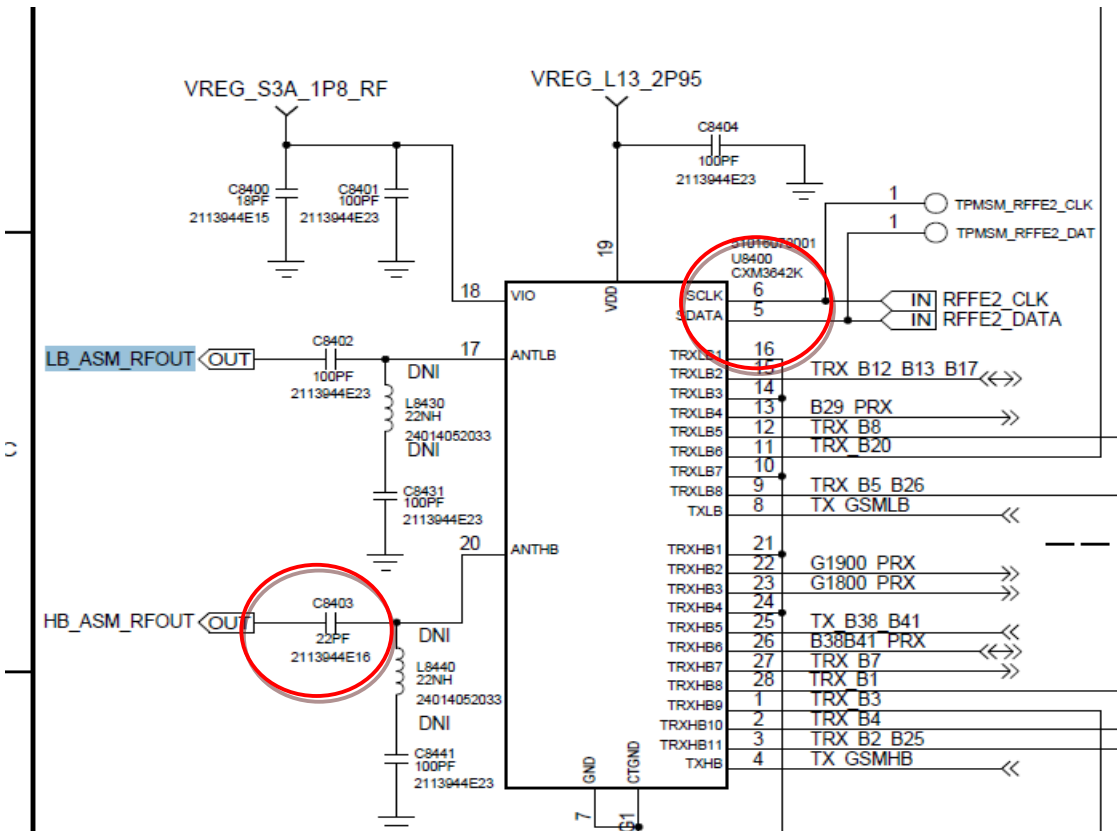 VREG_S3A_1P8_RF
VREG_L13_2P95
C8404
100PF
2113944E23
C8400
18PF
2113944E15
C8401
100PF
2113944E23
1
TPMSM_RFFE2_CLK
1
TPMSM_RFFE2_DAT
19
U8400
CXM3642K
18
VIO
VDD
SCLK
6
IN
RFFE2_CLK
SDATA
5
IN
RFFE2_DATA
LB_ASM_RFOUT
OUT
C8402
100PF
2113944E23
17
ANTLB
DNI
L8430
22NH
24014052033
DNI
C8431
100PF
2113944E23
20
ANTHB
HB_ASM_RFOUT
OUT
C8403
22PF
2113944E16
DNI
L8440
22NH
24014052033
DNI
C8441
100PF
2113944E23
C
TRXLB1
16
TRXLB2
15
TRX_B12_B13_B17
TRXLB3
14
TRXLB4
13
B29_PRX
TRXLB5
12
TRX_B8
TRXLB6
11
TRX_B20
TRXLB7
10
TRXLB8
9
TRX_B5_B26
TXLB
8
TX_GSMLB
TRXHB1
21
TRXHB2
22
G1900_PRX
TRXHB3
23
G1800_PRX
TRXHB4
24
TRXHB5
25
TX_B38_B41
TRXHB6
26
B38B41_PRX
TRXHB7
27
TRX_B7
TRXHB8
28
TRX_B1
TRXHB9
1
TRX_B3
TRXHB10
2
TRX_B4
TRXHB11
3
TRX_B2_B25
TXHB
4
TX_GSMHB
GND
CTGND
7
G1